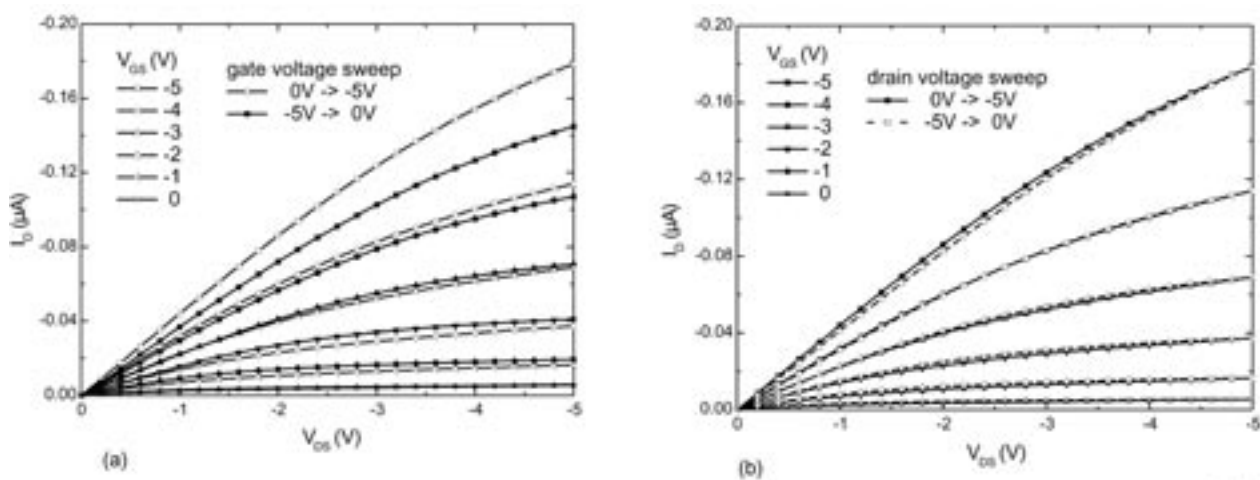 -0.20
-0.16
-0.12
-0.08
-0.04
0.00
I_D (µA)
V_GS (V)
-5
-4
-3
-2
-1
0
gate voltage sweep
0V -> -5V
-5V -> 0V
0 -1 -2 -3 -4 -5
V_DS (V)
(a)
-0.20
-0.16
-0.12
-0.08
-0.04
0.00
I_D (µA)
V_GS (V)
-5
-4
-3
-2
-1
0
drain voltage sweep
0V -> -5V
-5V -> 0V
0 -1 -2 -3 -4 -5
V_DS (V)
(b)